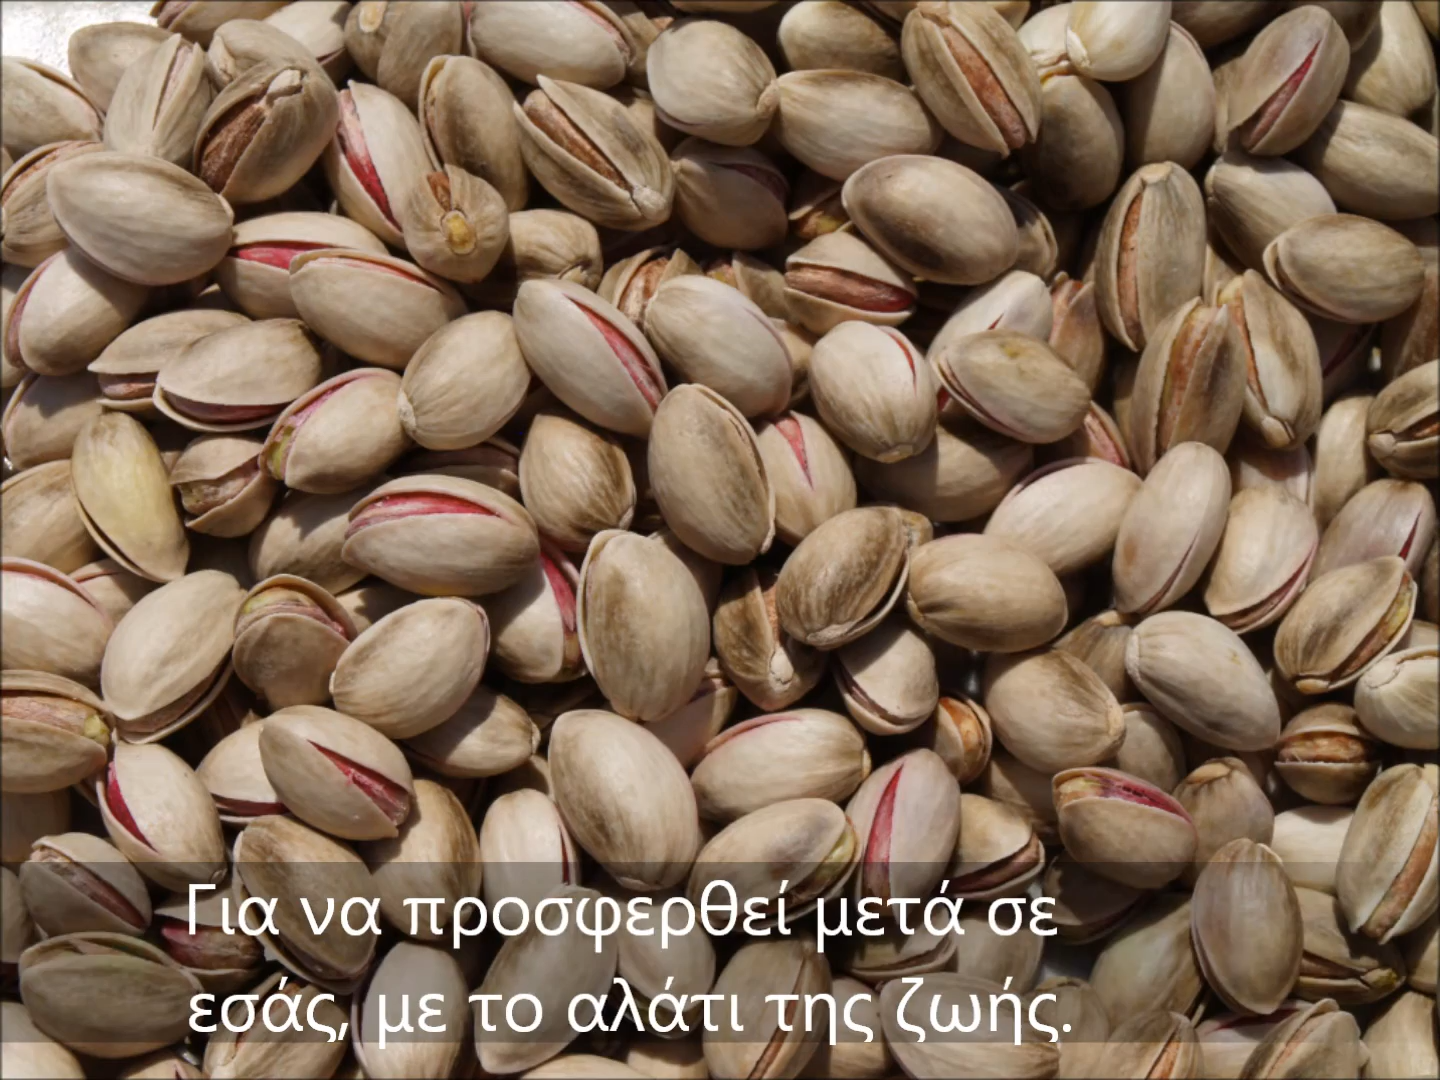 Για να προσφερθεί μετά σε
εσάς, με το αλάτι της ζωής.